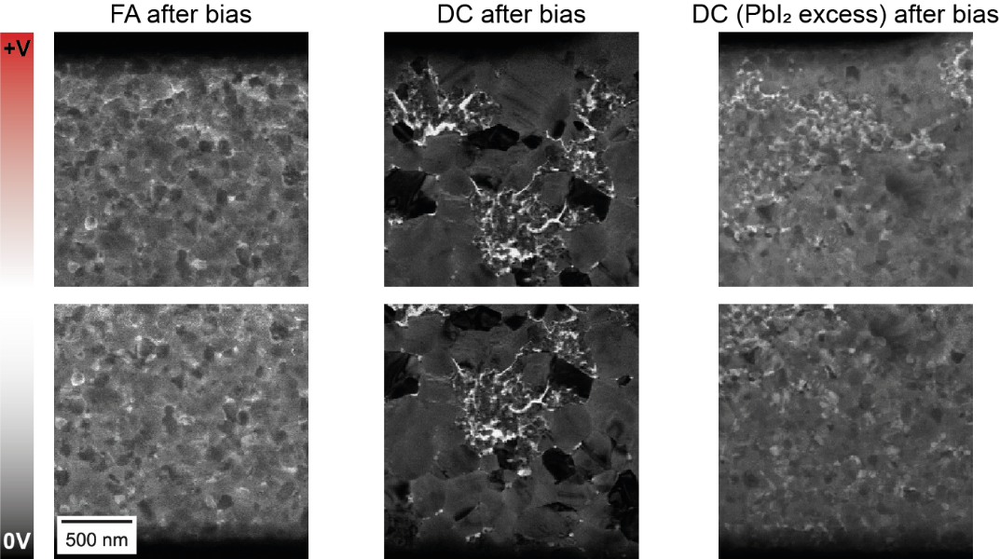 FA after bias
DC after bias
DC (PbI₂ excess) after bias
+V
0V
500 nm